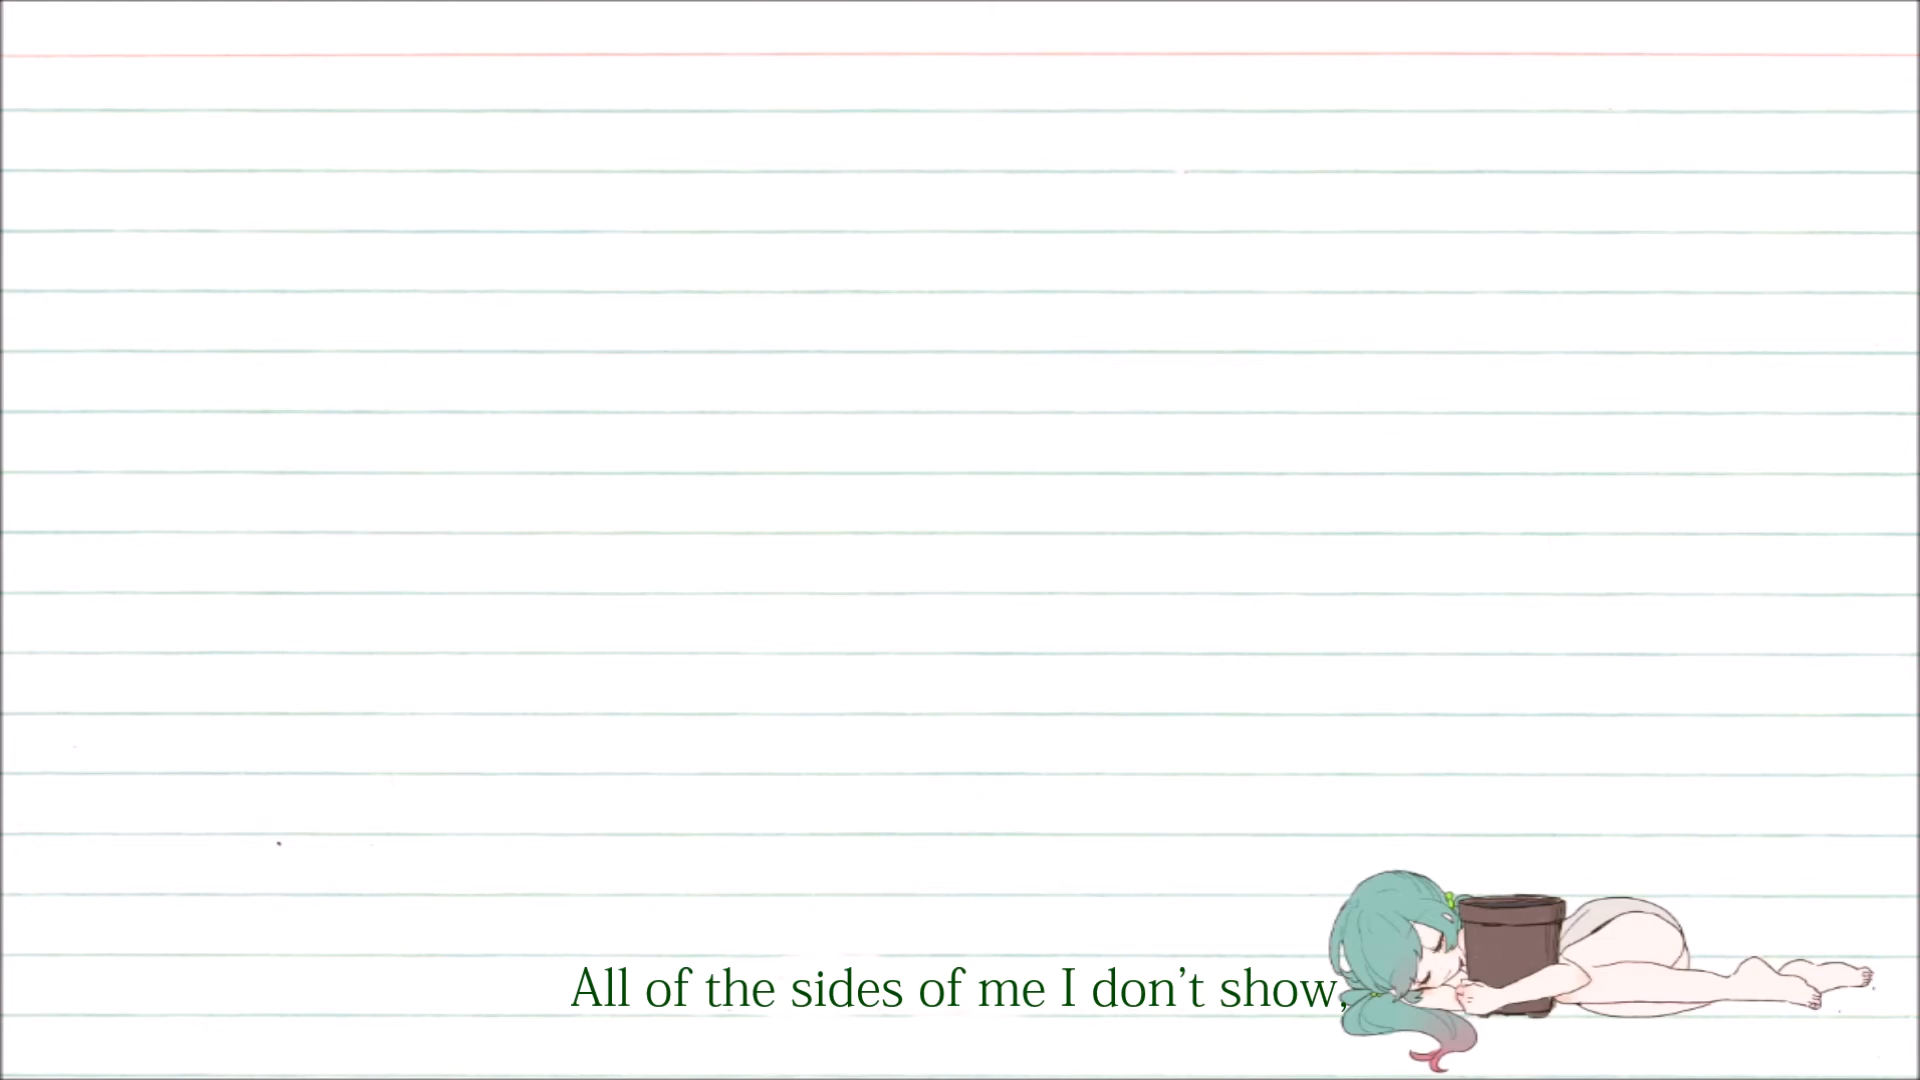 All of the sides of me I don’t show,